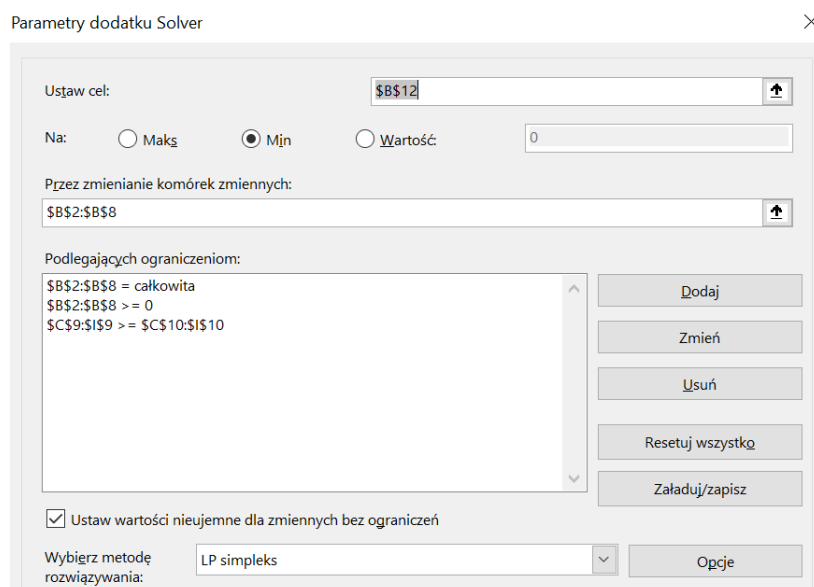 Parametry dodatku Solver
Ustaw cel:
$B$12
Na:
Maks
Min
Wartość:
0
Przez zmienianie komórek zmiennych:
$B$2:$B$8
Podlegających ograniczeniom:
$B$2:$B$8 = całkowita
$B$2:$B$8 >= 0
$C$9:$I$9 >= $C$10:$I$10
Dodaj
Zmień
Usuń
Resetuj wszystko
Załaduj/zapisz
Ustaw wartości nieujemne dla zmiennych bez ograniczeń
Wybierz metodę
rozwiązywania:
LP simpleks
Opcje